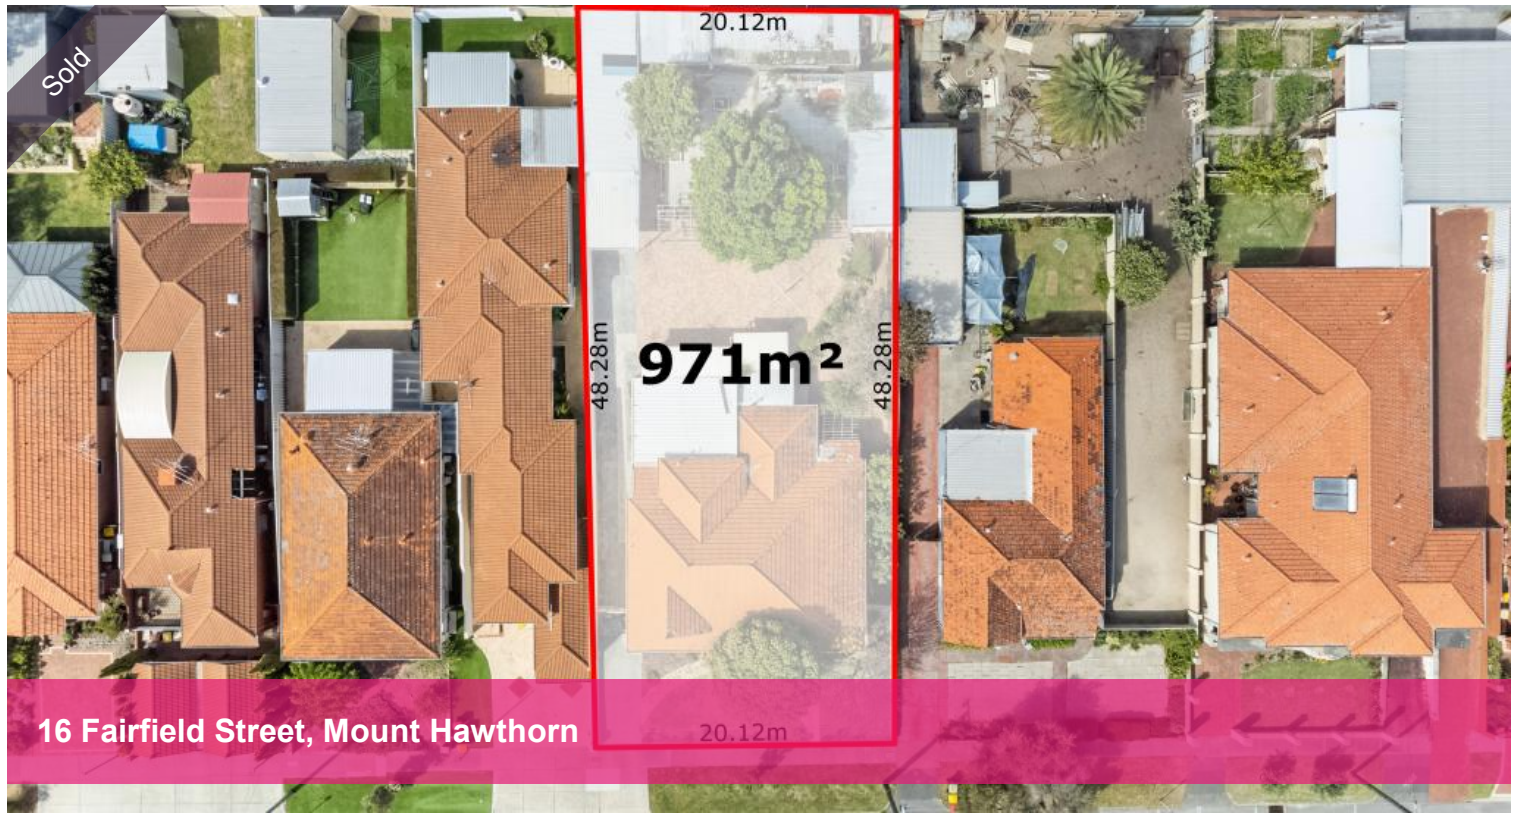 Sold
20.12m
48.28m
971m²
48.28m
16 Fairfield Street, Mount Hawthorn
20.12m